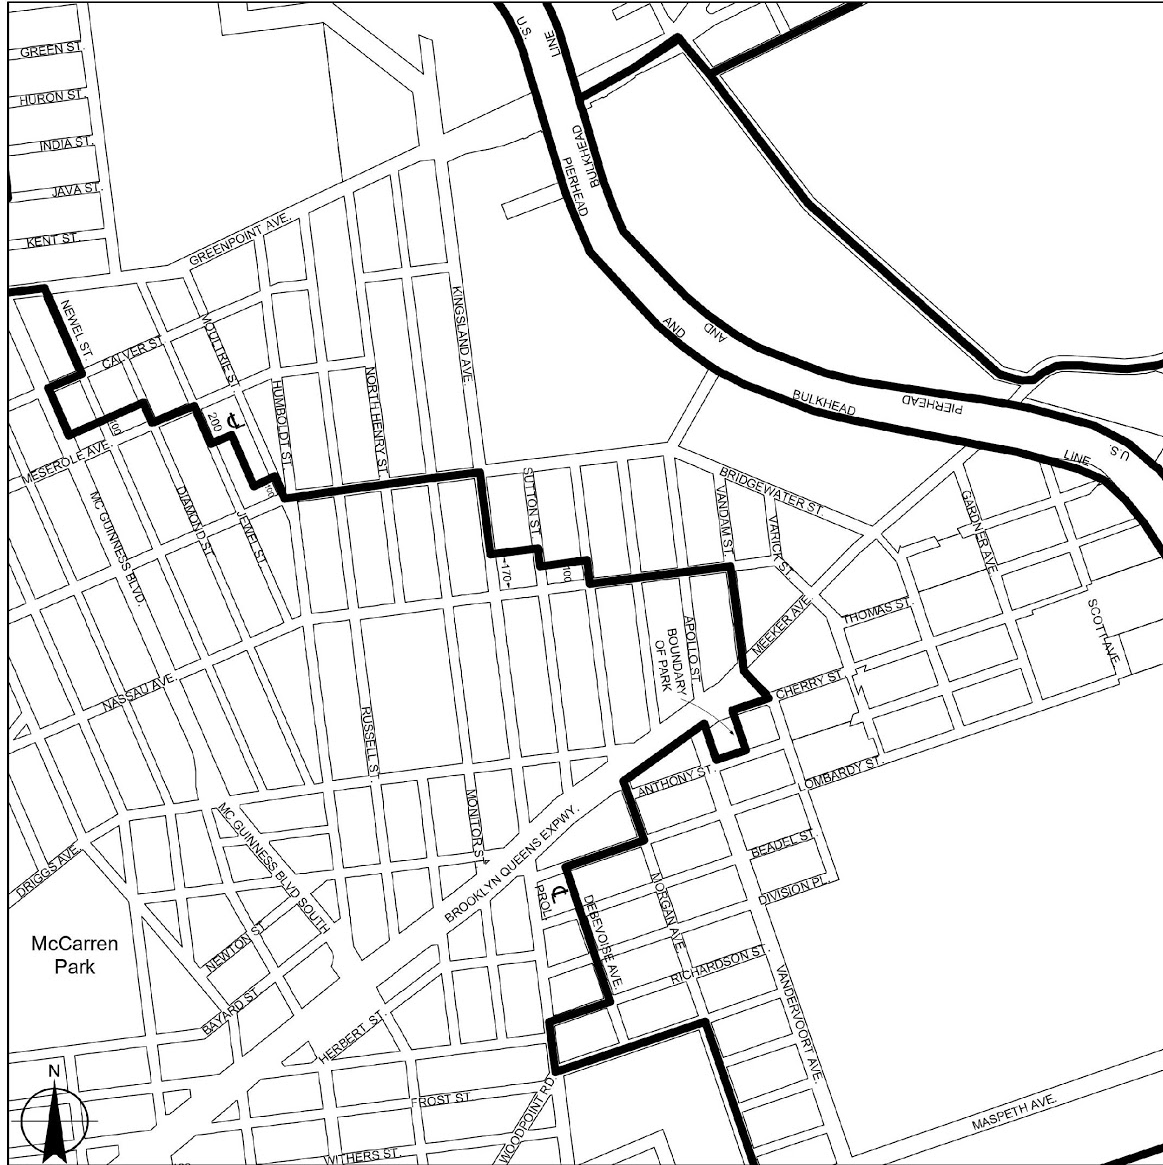 U.S.
LINE
GREEN ST.
HURON ST.
INDIA ST.
JAVA ST.
KENT ST.
BULKHEAD
PIERHEAD
GREENPOINT AVE.
NEWEL ST.
CALVER ST.
MOULTRIE S
KINGSLAND AVE.
AND
AND
HUMBOLDT ST.
NORTH HENRY ST.
BULKHEAD
PIERHEAD
U.S.
LINE
100
200
℄
MESEROLE AVE.
MC GUINNESS BLVD.
DIAMOND ST.
JEWEL ST.
SUTTON ST.
BRIDGEWATER ST
VANDAM ST.
VARICK ST.
GARDNER AVE.
170
100
MEEKER AVE.
THOMAS ST.
SCOTT AVE.
APOLLO ST.
BOUNDARY
OF PARK
CHERRY ST.
NASSAU AVE.
RUSSELL ST.
ANTHONY ST.
LOMBARDY ST.
MONITOR ST
MC GUINNESS BLVD SOUTH
BROOKLYN QUEENS EXPWY.
DRIGGS AVE.
BEADEL ST.
PROL.
℄
DEBEVOISE AVE.
MORGAN AVE.
DIVISION PL.
McCarren
Park
NEWTON ST
RICHARDSON ST.
BAYARD ST
VANDERVOORT AVE.
HERBERT ST.
N
FROST ST
WOODPOINT RD.
MASPETH AVE.
WITHERS ST.